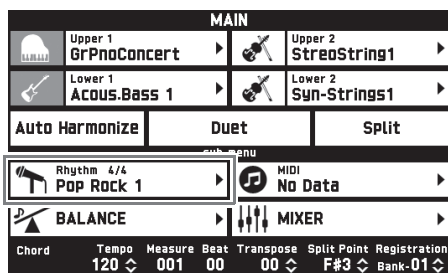 MAIN
Upper 1
GrPnoConcert
Upper 2
StreoString1
Lower 1
Acous.Bass 1
Lower 2
Syn-Strings1
Auto Harmonize
Duet
Split
sub menu
Rhythm 4/4
Pop Rock 1
MIDI
No Data
BALANCE
MIXER
Chord Tempo Measure Beat Transpose Split Point Registration
120 001 00 00 F#3 Bank-01